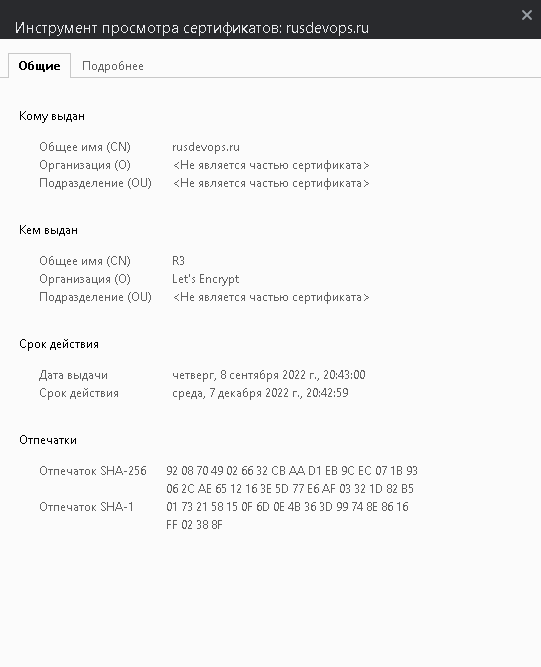 Инструмент просмотра сертификатов: rusdevops.ru
Общие Подробнее
Кому выдан
Общее имя (CN) rusdevops.ru
Организация (O) <Не является частью сертификата>
Подразделение (OU) <Не является частью сертификата>
Кем выдан
Общее имя (CN) R3
Организация (O) Let's Encrypt
Подразделение (OU) <Не является частью сертификата>
Срок действия
Дата выдачи четверг, 8 сентября 2022 г., 20:43:00
Срок действия среда, 7 декабря 2022 г., 20:42:59
Отпечатки
Отпечаток SHA-256 92 08 70 49 02 66 32 CB AA D1 EB 9C EC 07 1B 93
06 2C AE 65 12 16 3E 5D 77 E6 AF 03 32 1D 82 B5
Отпечаток SHA-1 01 73 21 58 15 0F 6D 0E 4B 36 3D 99 74 8E 86 16
FF 02 38 8F